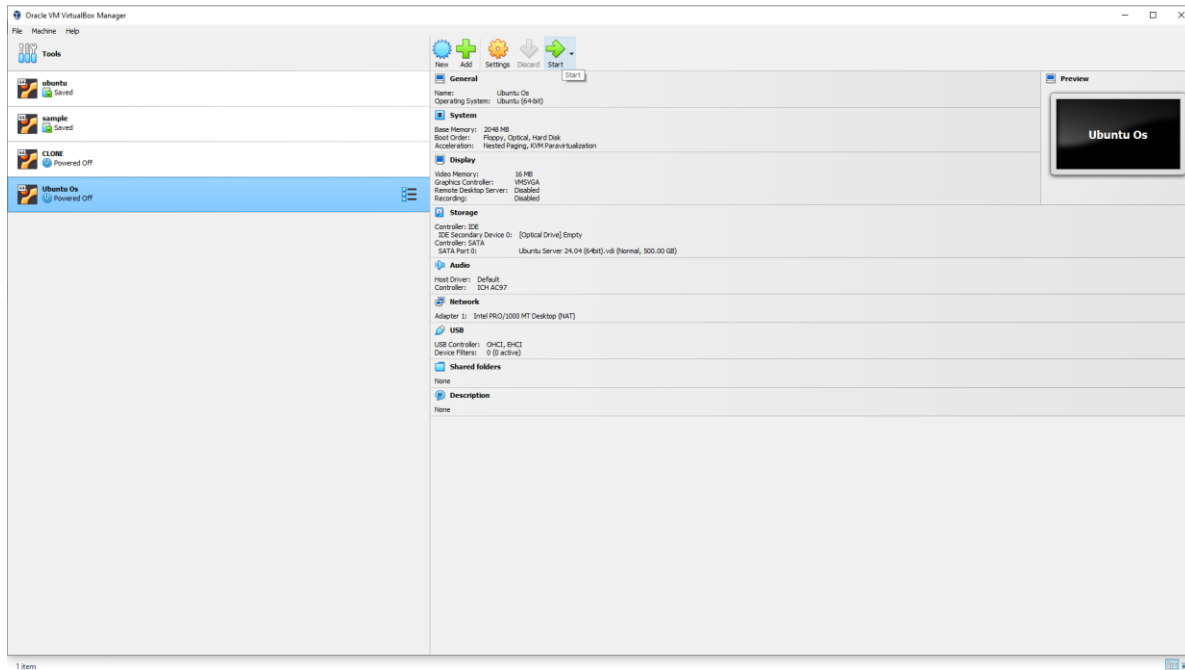 Oracle VM VirtualBox Manager
File Machine Help
Tools
ubuntu
Saved
sample
Saved
CLONE
Powered Off
Ubuntu Os
Powered Off
New Add Settings Discard Start
Start
General
Name: Ubuntu Os
Operating System: Ubuntu (64-bit)
System
Base Memory: 2048 MB
Boot Order: Floppy, Optical, Hard Disk
Acceleration: Nested Paging, KVM Paravirtualization
Display
Video Memory: 16 MB
Graphics Controller: VMSVGA
Remote Desktop Server: Disabled
Recording: Disabled
Storage
Controller: IDE
IDE Secondary Device 0: [Optical Drive] Empty
Controller: SATA
SATA Port 0: Ubuntu Server 24.04 (64bit).vdi (Normal, 500.00 GB)
Audio
Host Driver: Default
Controller: ICH AC97
Network
Adapter 1: Intel PRO/1000 MT Desktop (NAT)
USB
USB Controller: OHCI, EHCI
Device Filters: 0 (0 active)
Shared folders
None
Description
None
Preview
Ubuntu Os
1 item